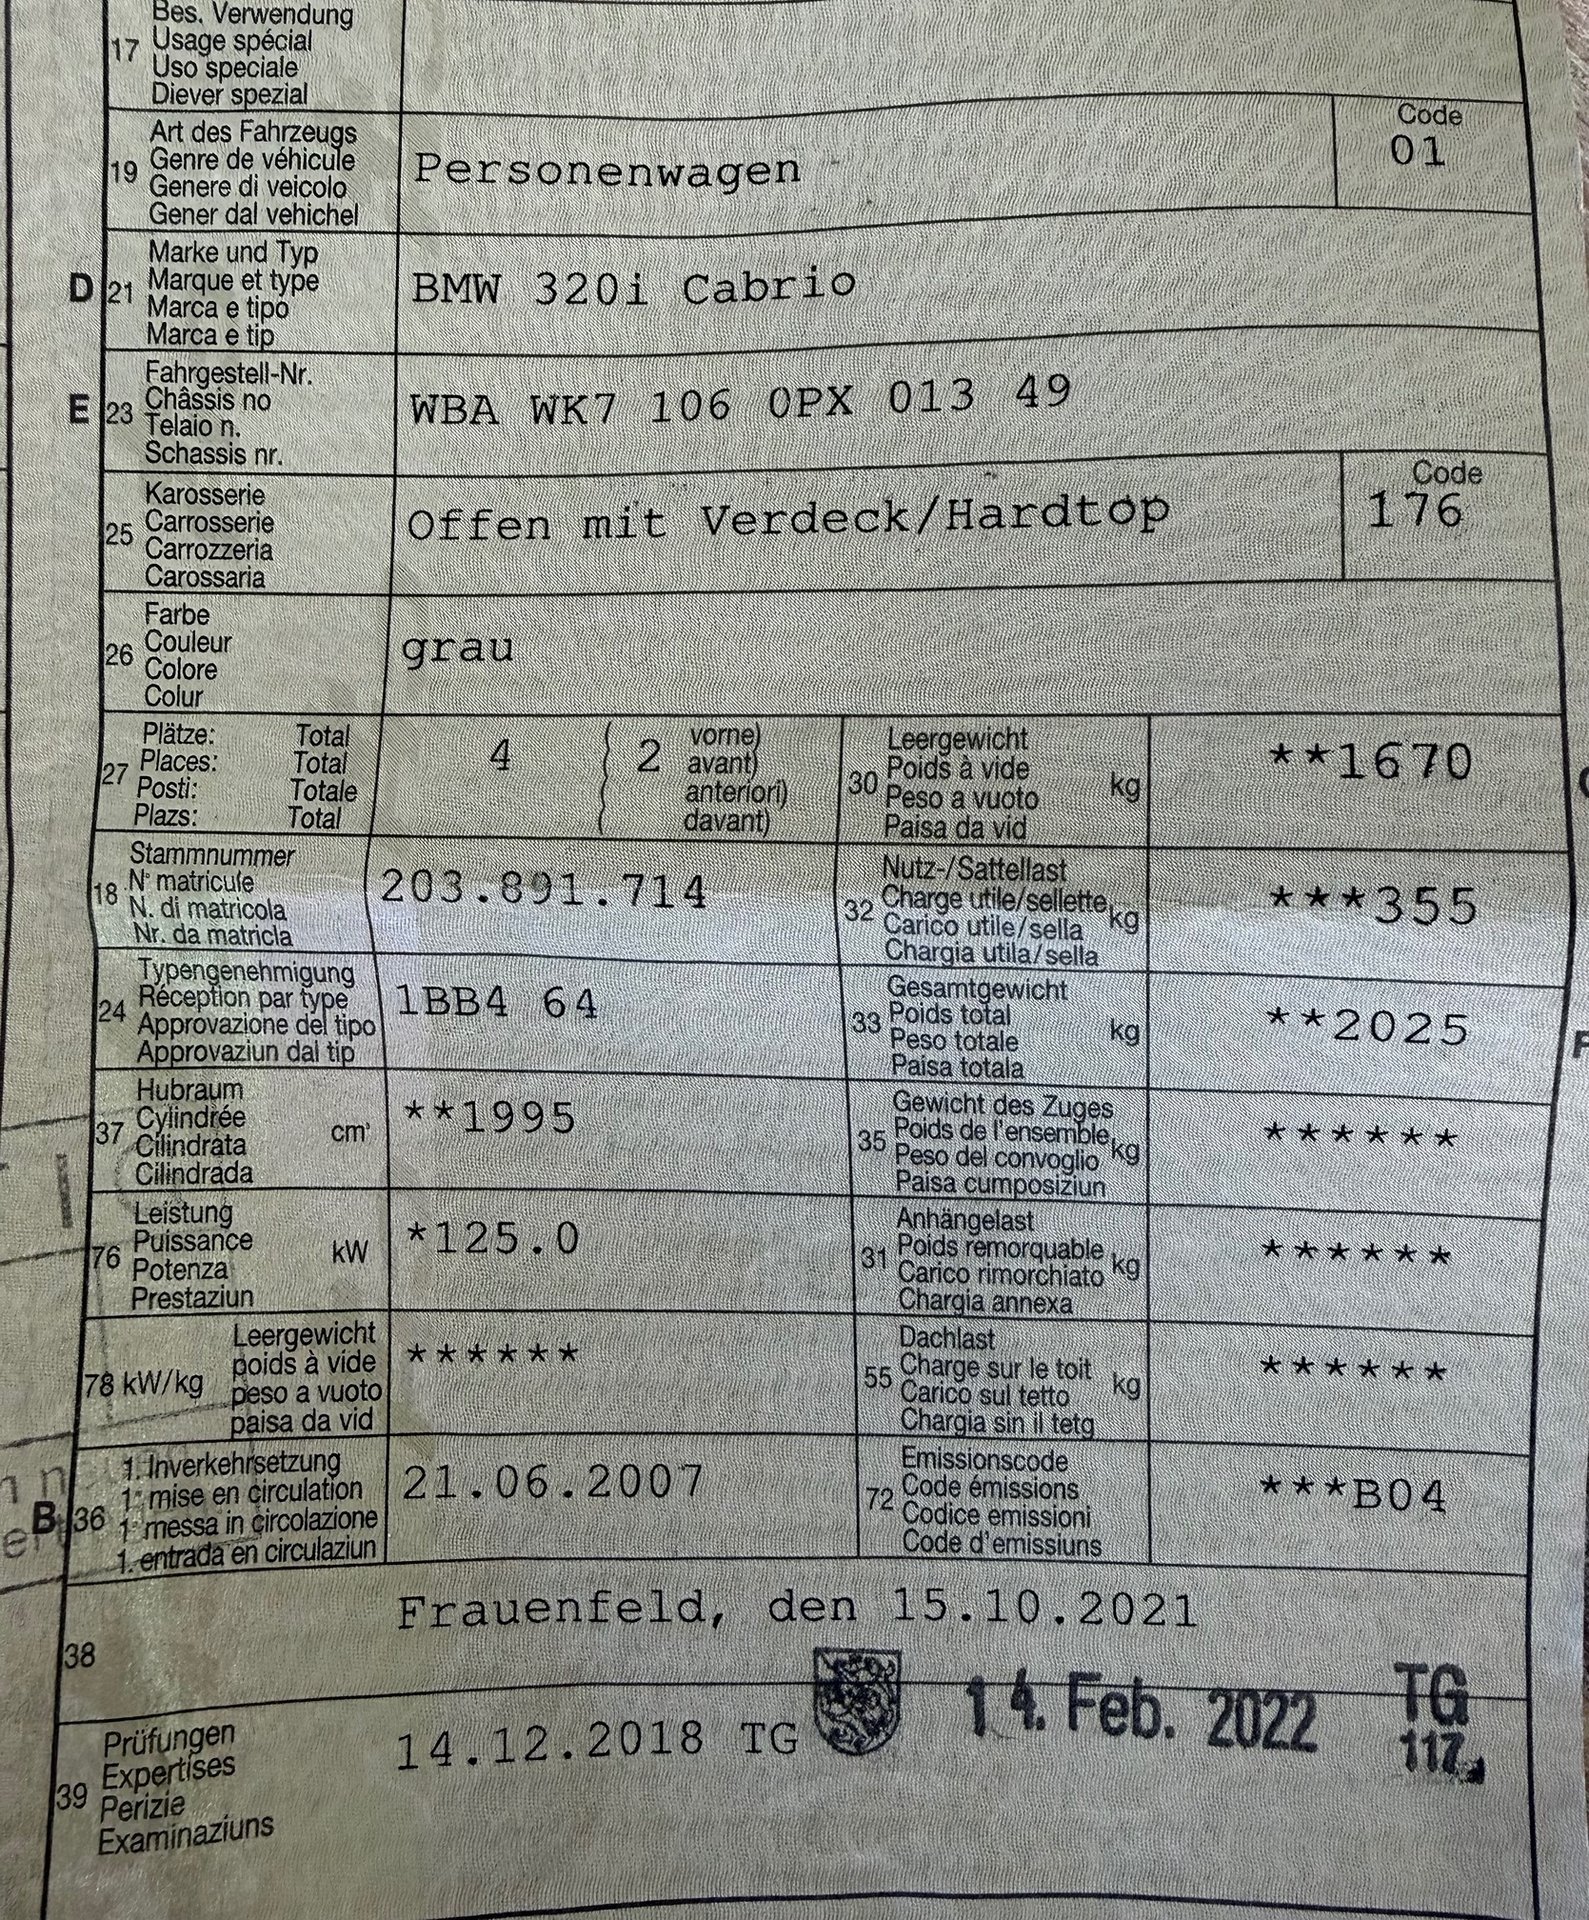 Bes. Verwendung
17 Usage spécial
Uso speciale
Diever spezial
Art des Fahrzeugs
19 Genre de véhicule
Genere di veicolo
Gener dal vehichel
Personenwagen
Code
01
Marke und Typ
D 21 Marque et type
Marca e tipo
Marca e tip
BMW 320i Cabrio
Fahrgestell-Nr.
E 23 Châssis no
Telaio n.
Schassis nr.
WBA WK7 106 0PX 013 49
Karosserie
25 Carrosserie
Carrozzeria
Carossaria
Offen mit Verdeck/Hardtop
Code
176
Farbe
26 Couleur
Colore
Colur
grau
Plätze: Total
27 Places: Total
Posti: Totale
Plazs: Total
4 ( 2 vorne)
( avant)
( anteriori)
( davant)
Leergewicht
30 Poids à vide kg
Peso a vuoto
Paisa da vid
**1670
Stammnummer
18 N° matricule
N. di matricola
Nr. da matricla
203.891.714
Nutz-/Sattellast
32 Charge utile/sellette kg
Carico utile/sella
Chargia utila/sella
***355
Typengenehmigung
24 Réception par type
Approvazione del tipo
Approvaziun dal tip
1BB4 64
Gesamtgewicht
33 Poids total kg
Peso totale
Paisa totala
**2025
Hubraum
37 Cylindrée cm³
Cilindrata
Cilindrada
**1995
Gewicht des Zuges
35 Poids de l'ensemble kg
Peso del convoglio
Paisa cumposiziun
******
Leistung
76 Puissance kW
Potenza
Prestaziun
*125.0
Anhängelast
31 Poids remorquable kg
Carico rimorchiato
Chargia annexa
******
Leergewicht
78 kW/kg poids à vide
peso a vuoto
paisa da vid
******
Dachlast
55 Charge sur le toit kg
Carico sul tetto
Chargia sin il tetg
******
1. Inverkehrsetzung
B 36 1re mise en circulation
1a messa in circolazione
1. entrada en circulaziun
21.06.2007
Emissionscode
72 Code émissions
Codice emissioni
Code d'emissiuns
***B04
38 Frauenfeld, den 15.10.2021
Prüfungen
39 Expertises
Perizie
Examinaziuns
14.12.2018 TG
14. Feb. 2022
TG
117